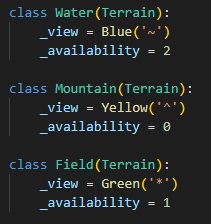 class Water(Terrain):
    _view = Blue('~')
    _availability = 2
class Mountain(Terrain):
    _view = Yellow('^')
    _availability = 0
class Field(Terrain):
    _view = Green('*')
    _availability = 1